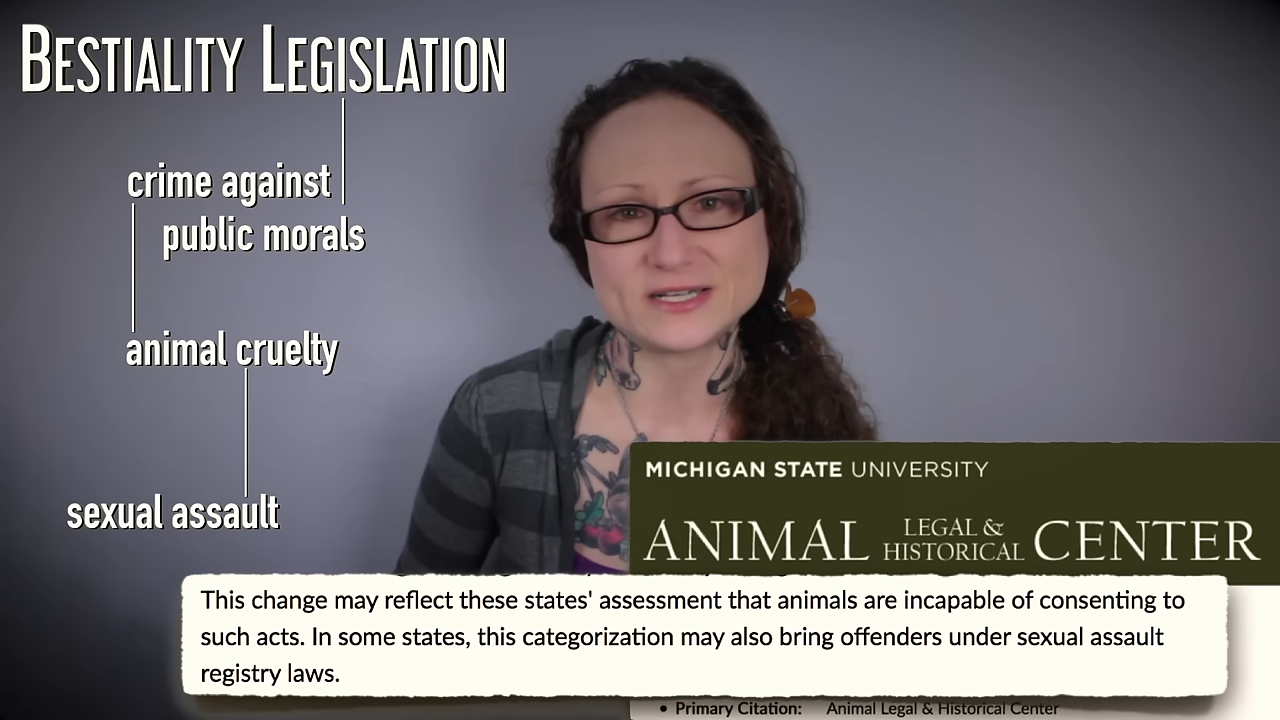 BESTIALITY LEGISLATION
crime against
public morals
animal cruelty
sexual assault
MICHIGAN STATE UNIVERSITY
ANIMAL LEGAL & HISTORICAL CENTER
This change may reflect these states' assessment that animals are incapable of consenting to
such acts. In some states, this categorization may also bring offenders under sexual assault
registry laws.
• Primary Citation: Animal Legal & Historical Center